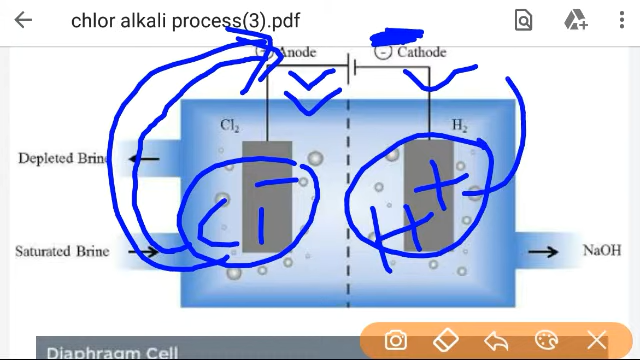 chlor alkali process(3).pdf
Anode
− Cathode
Cl₂
H₂
Depleted Brine
Saturated Brine
NaOH
Cl⁻
H⁺
Diaphragm Cell